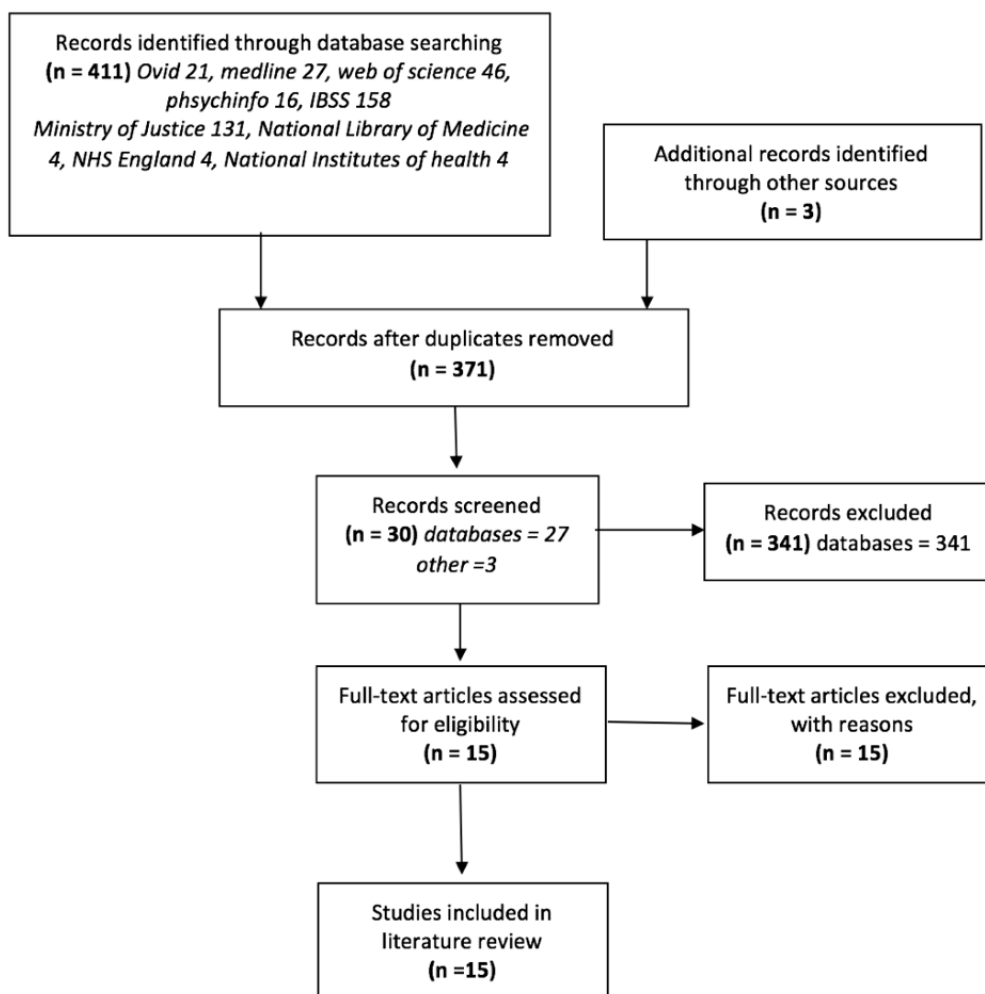 Records identified through database searching
(n = 411) Ovid 21, medline 27, web of science 46,
phsychinfo 16, IBSS 158
Ministry of Justice 131, National Library of Medicine
4, NHS England 4, National Institutes of health 4
Additional records identified
through other sources
(n = 3)
Records after duplicates removed
(n = 371)
Records screened
(n = 30) databases = 27
other =3
Records excluded
(n = 341) databases = 341
Full-text articles assessed
for eligibility
(n = 15)
Full-text articles excluded,
with reasons
(n = 15)
Studies included in
literature review
(n =15)